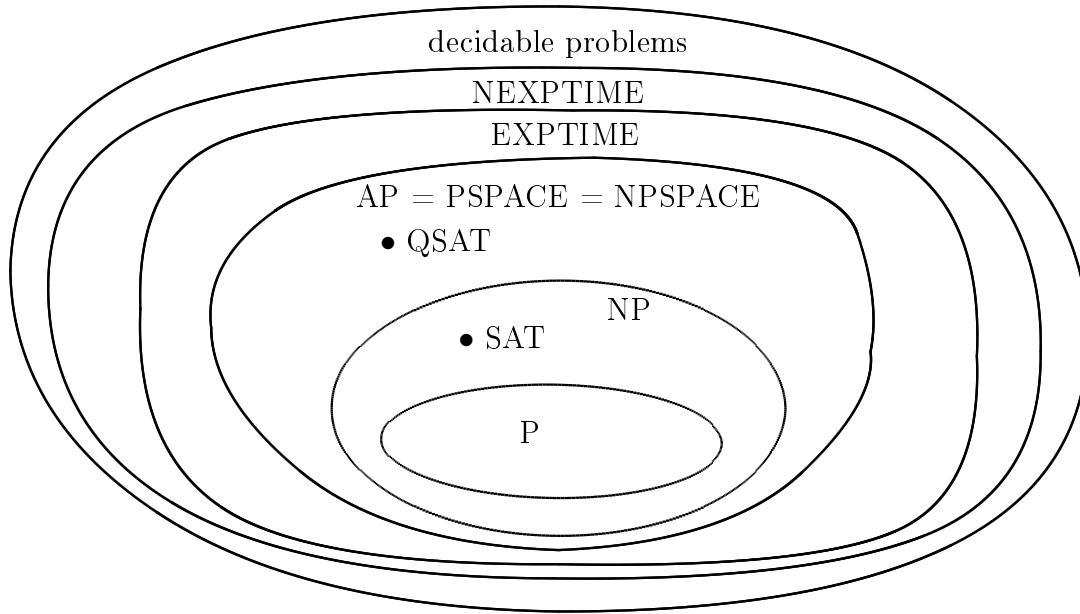 decidable problems
NEXPTIME
EXPTIME
AP = PSPACE = NPSPACE
• QSAT
NP
• SAT
P